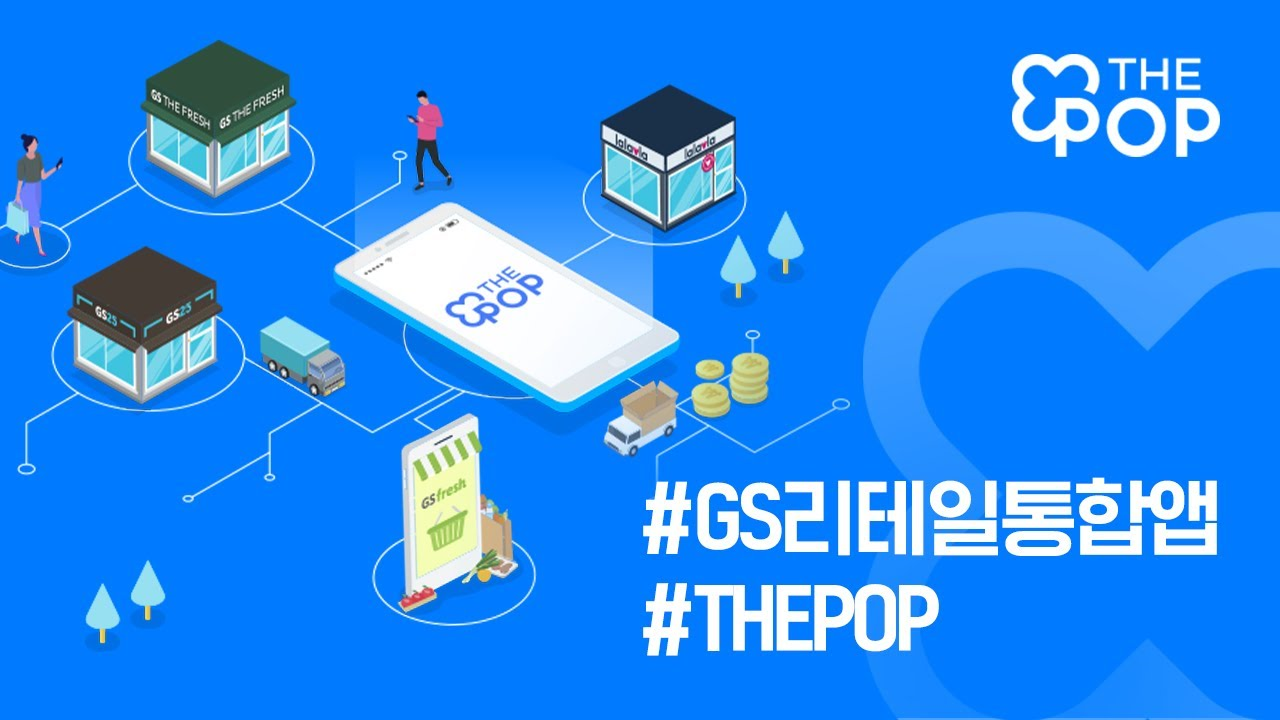 THE
POP
GS THE FRESH
GS THE FRESH
lalavla
lalavla
THE
POP
GS25
GS25
GS fresh
#GS리테일통합앱
#THEPOP